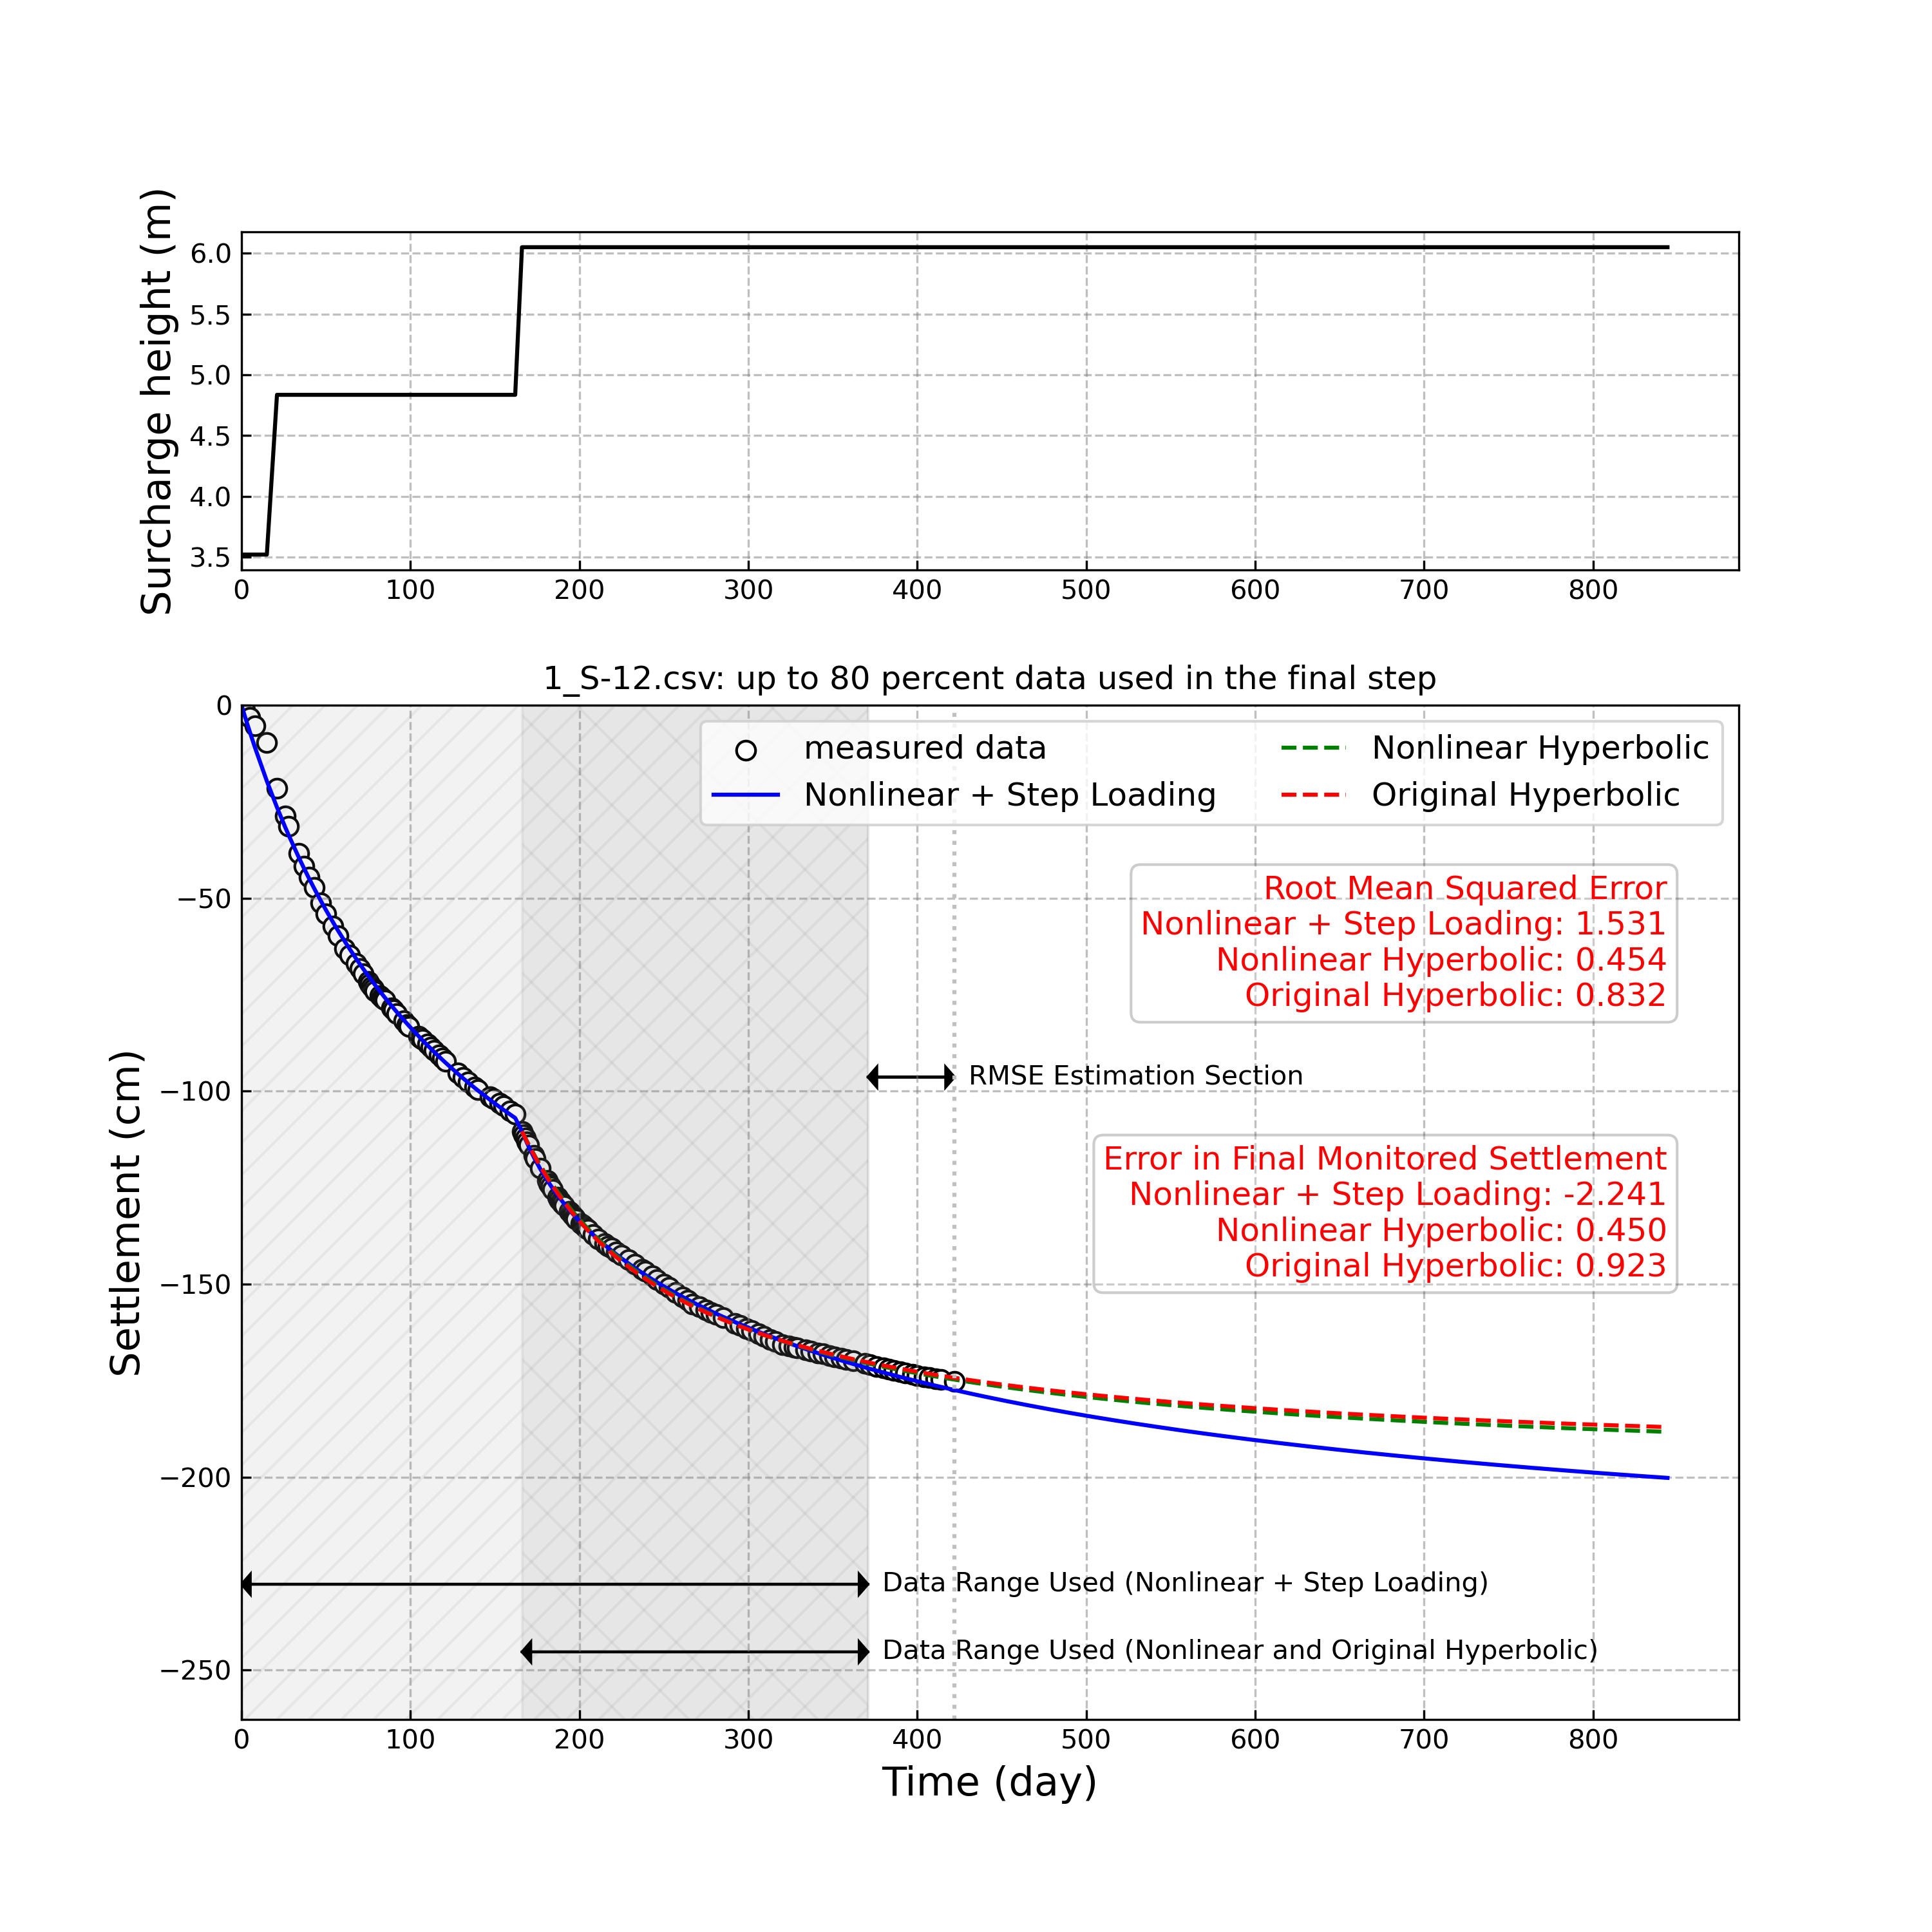 Surcharge height (m)
6.0
5.5
5.0
4.5
4.0
3.5
0 100 200 300 400 500 600 700 800
1_S-12.csv: up to 80 percent data used in the final step
measured data
Nonlinear + Step Loading
Nonlinear Hyperbolic
Original Hyperbolic
Root Mean Squared Error
Nonlinear + Step Loading: 1.531
Nonlinear Hyperbolic: 0.454
Original Hyperbolic: 0.832
RMSE Estimation Section
Error in Final Monitored Settlement
Nonlinear + Step Loading: -2.241
Nonlinear Hyperbolic: 0.450
Original Hyperbolic: 0.923
Data Range Used (Nonlinear + Step Loading)
Data Range Used (Nonlinear and Original Hyperbolic)
Settlement (cm)
0
−50
−100
−150
−200
−250
0 100 200 300 400 500 600 700 800
Time (day)